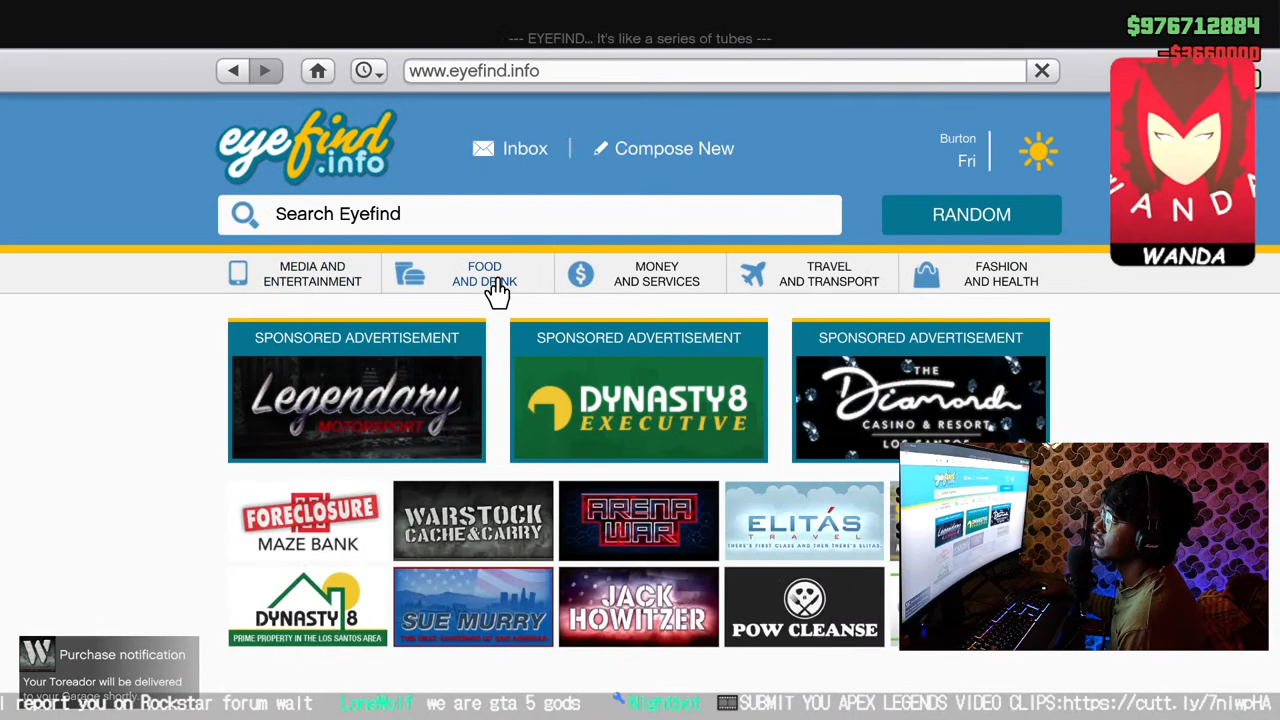 --- EYEFIND... It's like a series of tubes ---
$976712884
-$3660000
www.eyefind.info
eyefind
.info
Inbox
Compose New
Burton
Fri
Search Eyefind
RANDOM
WANDA
WANDA
MEDIA AND
ENTERTAINMENT
FOOD
AND DRINK
MONEY
AND SERVICES
TRAVEL
AND TRANSPORT
FASHION
AND HEALTH
SPONSORED ADVERTISEMENT
SPONSORED ADVERTISEMENT
SPONSORED ADVERTISEMENT
Legendary
MOTORSPORT
DYNASTY8
EXECUTIVE
THE
Diamond
CASINO & RESORT
LOS SANTOS
FORECLOSURE
MAZE BANK
WARSTOCK
CACHE&CARRY
ARENA
WAR
ELITÁS
TRAVEL
THERE'S FIRST CLASS AND THEN THERE'S ELITAS.
DYNASTY 8
PRIME PROPERTY IN THE LOS SANTOS AREA
SUE MURRY
JACK
HOWITZER
POW CLEANSE
W
Purchase notification
Your Toreador will be delivered
to your Garage shortly.
I report you on Rockstar forum wait LoneWolf we are gta 5 gods Nightbot SUBMIT YOU APEX LEGENDS VIDEO CLIPS:https://cutt.ly/7nlwpHA